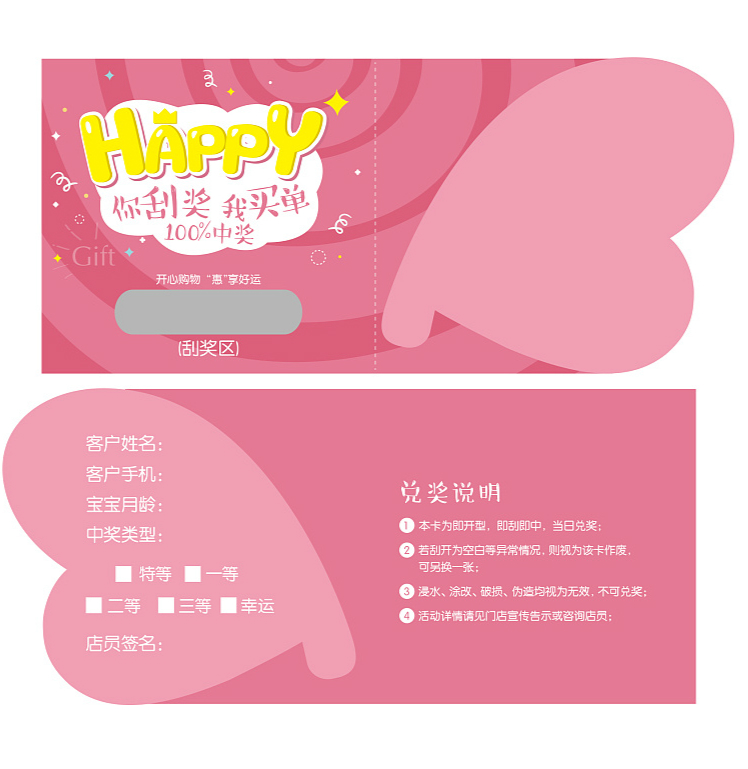 HAPPY
你刮奖 我买单
100%中奖
Gift
开心购物“惠”享好运
(刮奖区)
客户姓名：
客户手机：
宝宝月龄：
中奖类型：
特等 一等
二等 三等 幸运
店员签名：
兑奖说明
1 本卡为即开型，即刮即中，当日兑奖；
2 若刮开为空白等异常情况，则视为该卡作废，
可另换一张；
3 浸水、涂改、破损、伪造均视为无效，不可兑奖；
4 活动详情请见门店宣传告示或咨询店员；